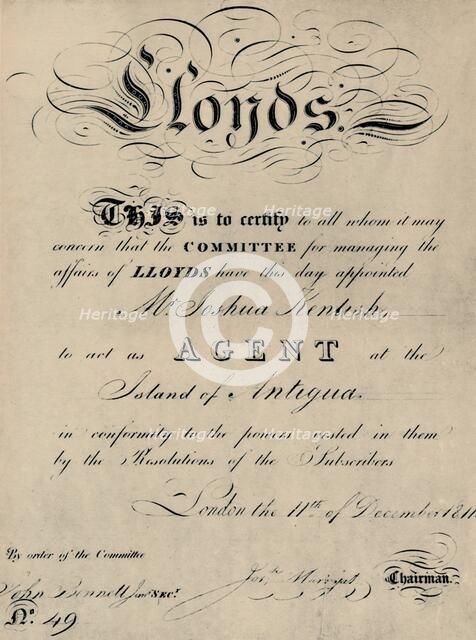 Lloyds.
THIS is to certify to all whom it may
concern that the COMMITTEE for managing the
affairs of LLOYDS have this day appointed
Mr. Joshua Kentish
to act as AGENT at the
Island of Antigua.
in conformity to the powers vested in them
by the Resolutions of the Subscribers
London the 11th of December 1811
By order of the Committee
John Bennett Junr. SECy.
Josh. Marryat Chairman.
No. 49